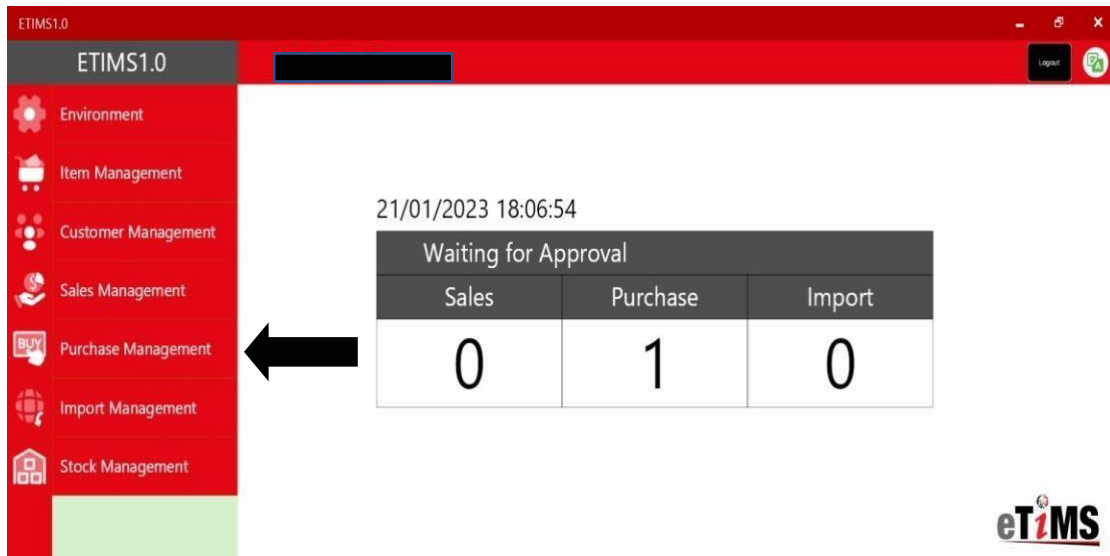 ETIMS1.0
ETIMS1.0
Logout
Environment
Item Management
Customer Management
Sales Management
BUY
Purchase Management
Import Management
Stock Management
21/01/2023 18:06:54
Waiting for Approval
Sales Purchase Import
0 1 0
eTiMS